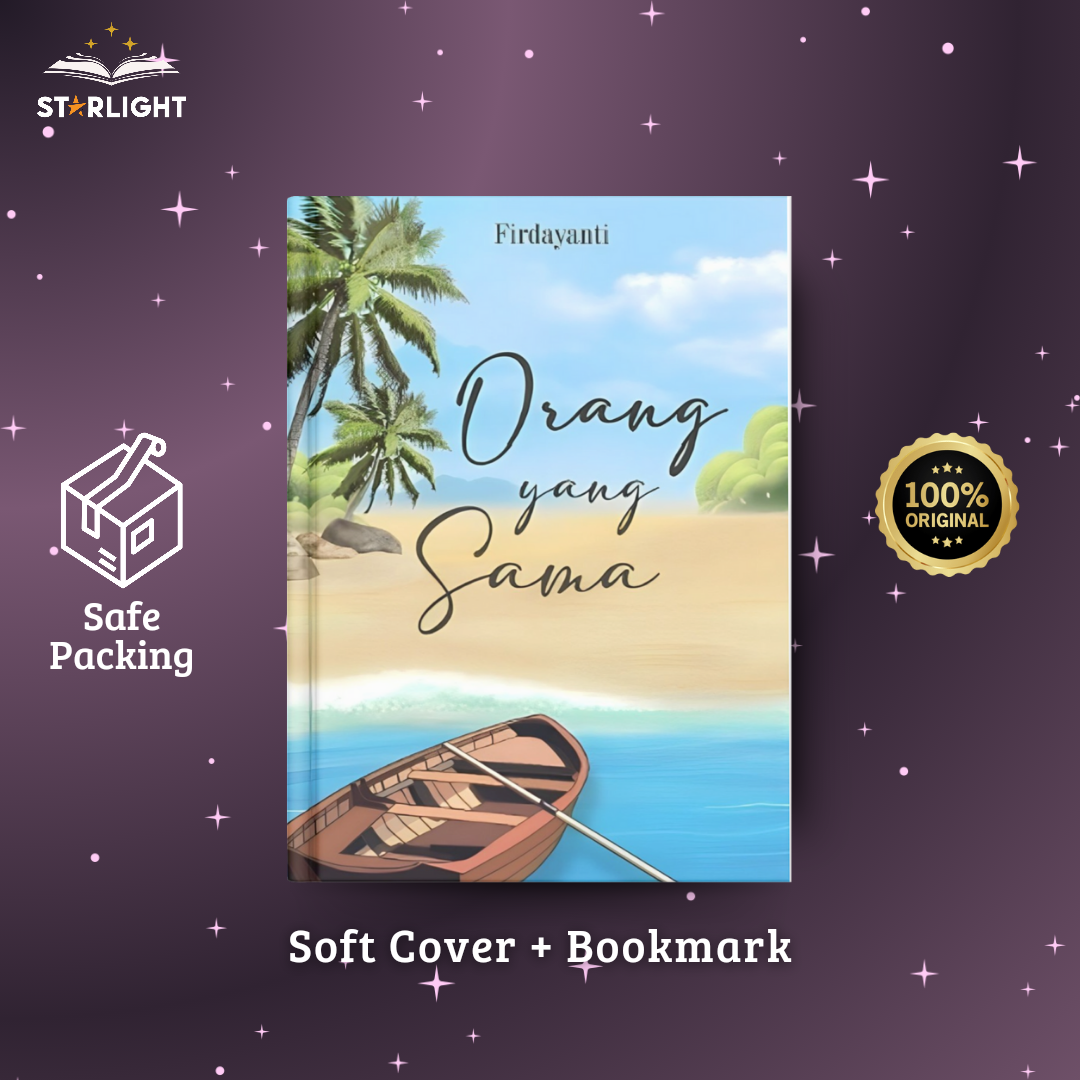 STARLIGHT
Firdayanti
Orang
yang
Sama
Safe
Packing
100%
ORIGINAL
Soft Cover + Bookmark